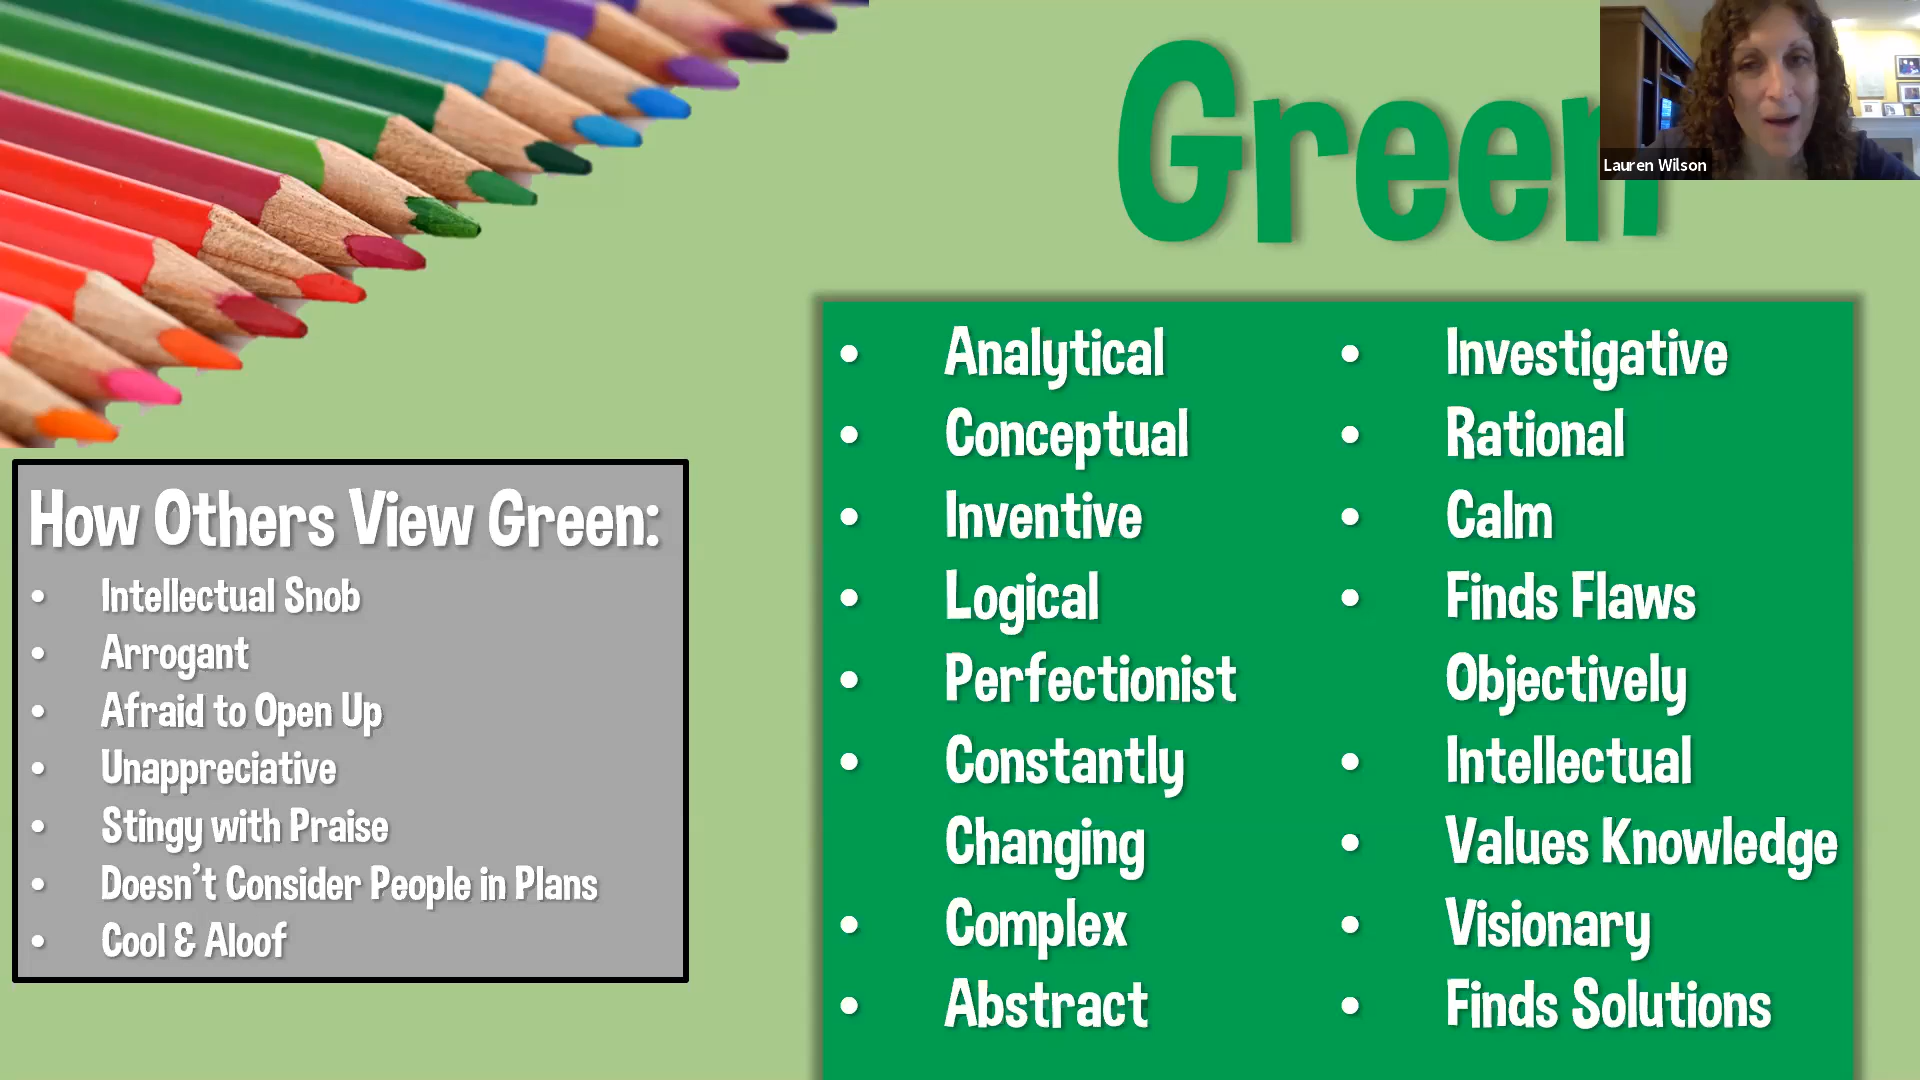 Green
Lauren Wilson
How Others View Green:
• Intellectual Snob
• Arrogant
• Afraid to Open Up
• Unappreciative
• Stingy with Praise
• Doesn't Consider People in Plans
• Cool & Aloof
• Analytical
• Conceptual
• Inventive
• Logical
• Perfectionist
• Constantly
Changing
• Complex
• Abstract
• Investigative
• Rational
• Calm
• Finds Flaws
Objectively
• Intellectual
• Values Knowledge
• Visionary
• Finds Solutions